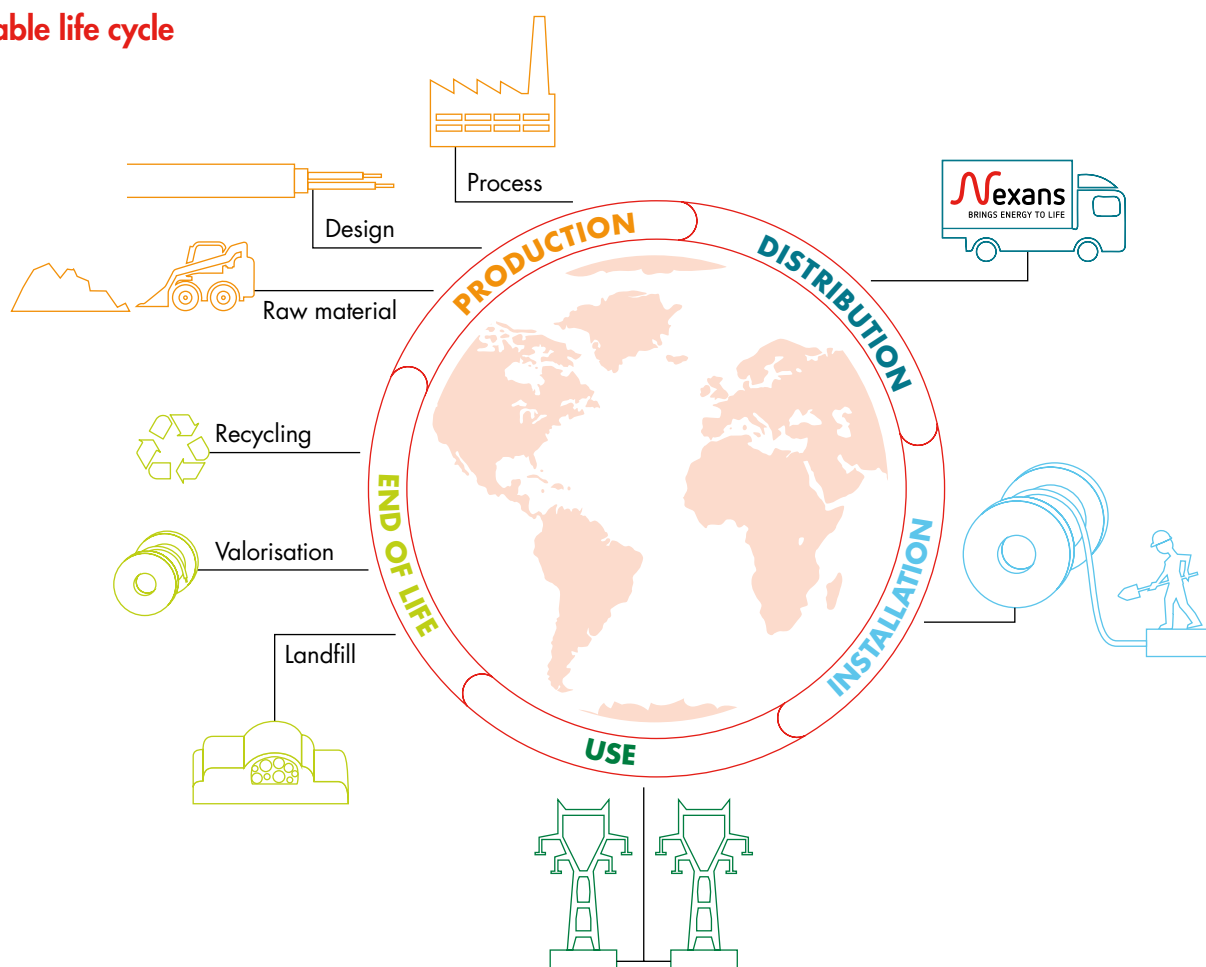 able life cycle
Process
Design
Raw material
PRODUCTION
DISTRIBUTION
Nexans
BRINGS ENERGY TO LIFE
Recycling
Valorisation
Landfill
END OF LIFE
INSTALLATION
USE